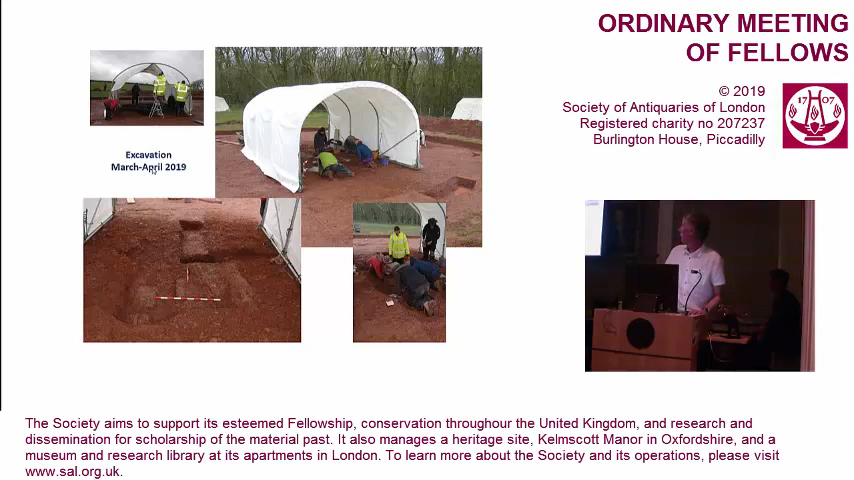 ORDINARY MEETING
OF FELLOWS
© 2019
Society of Antiquaries of London
Registered charity no 207237
Burlington House, Piccadilly
1707
Excavation
March-April 2019
The Society aims to support its esteemed Fellowship, conservation throughour the United Kingdom, and research and
dissemination for scholarship of the material past. It also manages a heritage site, Kelmscott Manor in Oxfordshire, and a
museum and research library at its apartments in London. To learn more about the Society and its operations, please visit
www.sal.org.uk.